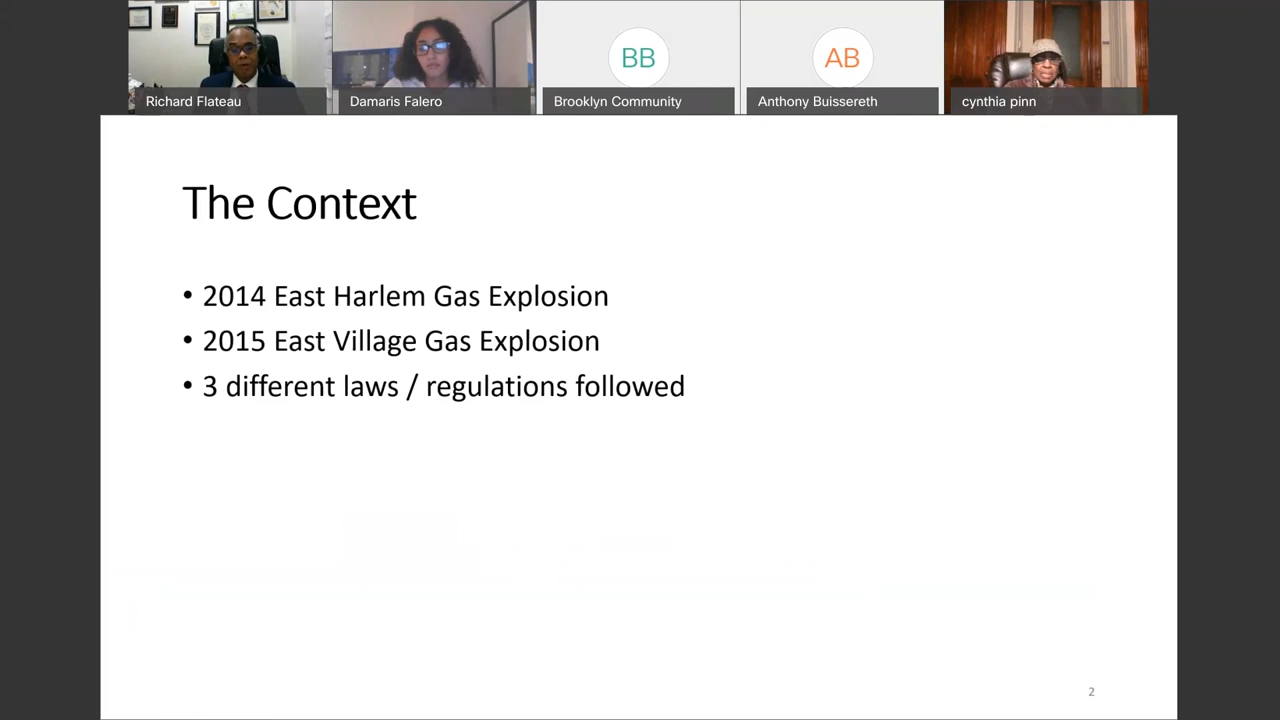 BB
AB
Richard Flateau
Damaris Falero
Brooklyn Community
Anthony Buissereth
cynthia pinn
The Context
• 2014 East Harlem Gas Explosion
• 2015 East Village Gas Explosion
• 3 different laws / regulations followed
2